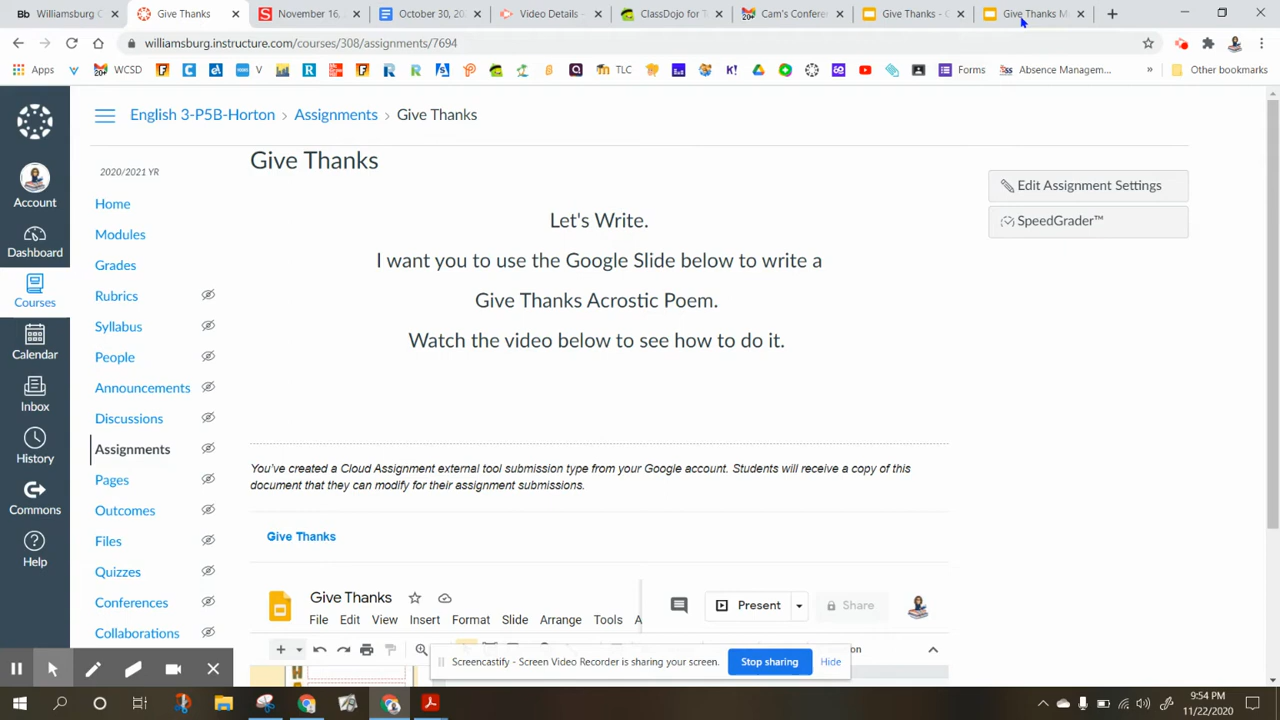 Williamsburg C
Give Thanks
November 16,
October 30, 20
Video Details –
ClassDojo for T
Cam's Conferen
Give Thanks - G
Give Thanks M
williamsburg.instructure.com/courses/308/assignments/7694
Apps
WCSD
V
TLC
K!
Forms
Absence Managem...
»
Other bookmarks
English 3-P5B-Horton › Assignments › Give Thanks
Account
Dashboard
Courses
Calendar
Inbox
History
Commons
Help
2020/2021 YR
Home
Modules
Grades
Rubrics
Syllabus
People
Announcements
Discussions
Assignments
Pages
Outcomes
Files
Quizzes
Conferences
Collaborations
Give Thanks
Edit Assignment Settings
SpeedGrader™
Let's Write.
I want you to use the Google Slide below to write a
Give Thanks Acrostic Poem.
Watch the video below to see how to do it.
You've created a Cloud Assignment external tool submission type from your Google account. Students will receive a copy of this
document that they can modify for their assignment submissions.
Give Thanks
Give Thanks
File Edit View Insert Format Slide Arrange Tools A
Present
Share
Screencastify - Screen Video Recorder is sharing your screen.
Stop sharing
Hide
9:54 PM
11/22/2020